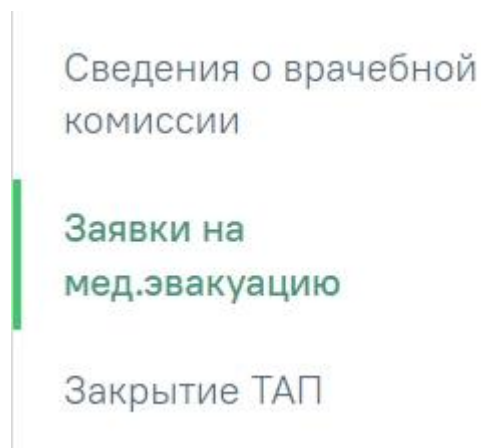 Сведения о врачебной
комиссии
Заявки на
мед.эвакуацию
Закрытие ТАП